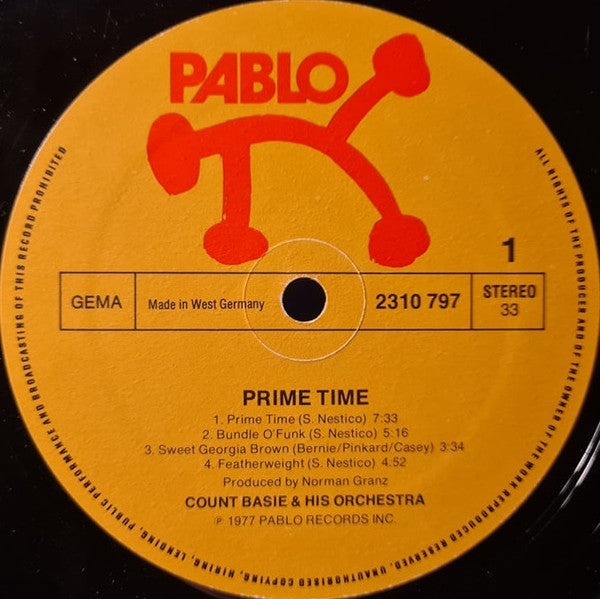 PABLO
1
GEMA
Made in West Germany
2310 797
STEREO
33
PRIME TIME
1. Prime Time (S. Nestico) 7:33
2. Bundle O'Funk (S. Nestico) 5:16
3. Sweet Georgia Brown (Bernie/Pinkard/Casey) 3:34
4. Featherweight (S. Nestico) 4:52
Produced by Norman Granz
COUNT BASIE & HIS ORCHESTRA
℗ 1977 PABLO RECORDS INC.
ALL RIGHTS OF THE PRODUCER AND OF THE OWNER OF THE WORK REPRODUCED RESERVED. UNAUTHORISED COPYING, HIRING, LENDING, PUBLIC PERFORMANCE AND BROADCASTING OF THIS RECORD PROHIBITED